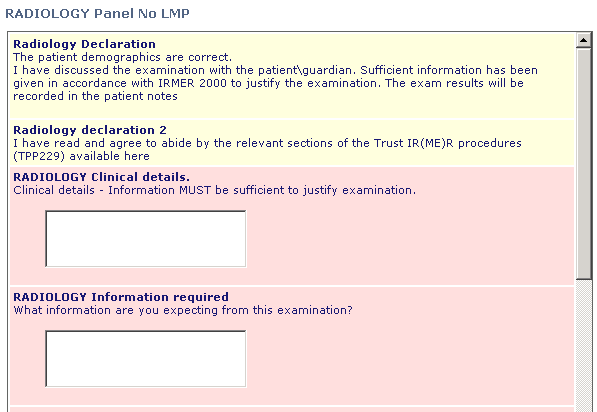 RADIOLOGY Panel No LMP
Radiology Declaration
The patient demographics are correct.
I have discussed the examination with the patient\guardian. Sufficient information has been
given in accordance with IRMER 2000 to justify the examination. The exam results will be
recorded in the patient notes
Radiology declaration 2
I have read and agree to abide by the relevant sections of the Trust IR(ME)R procedures
(TPP229) available here
RADIOLOGY Clinical details.
Clinical details - Information MUST be sufficient to justify examination.
RADIOLOGY Information required
What information are you expecting from this examination?